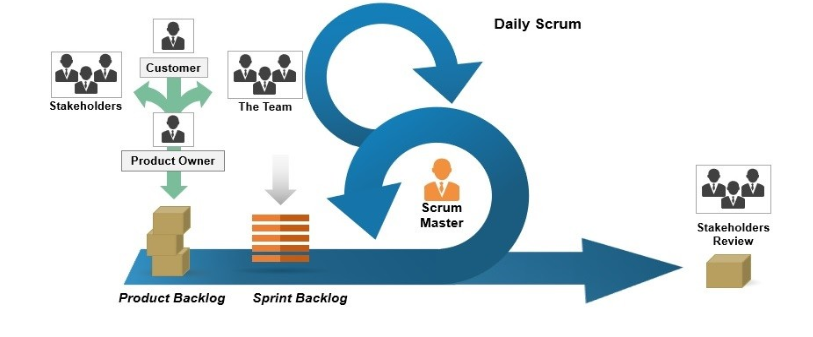 Daily Scrum
Customer
Stakeholders
The Team
Product Owner
Scrum
Master
Stakeholders
Review
Product Backlog
Sprint Backlog